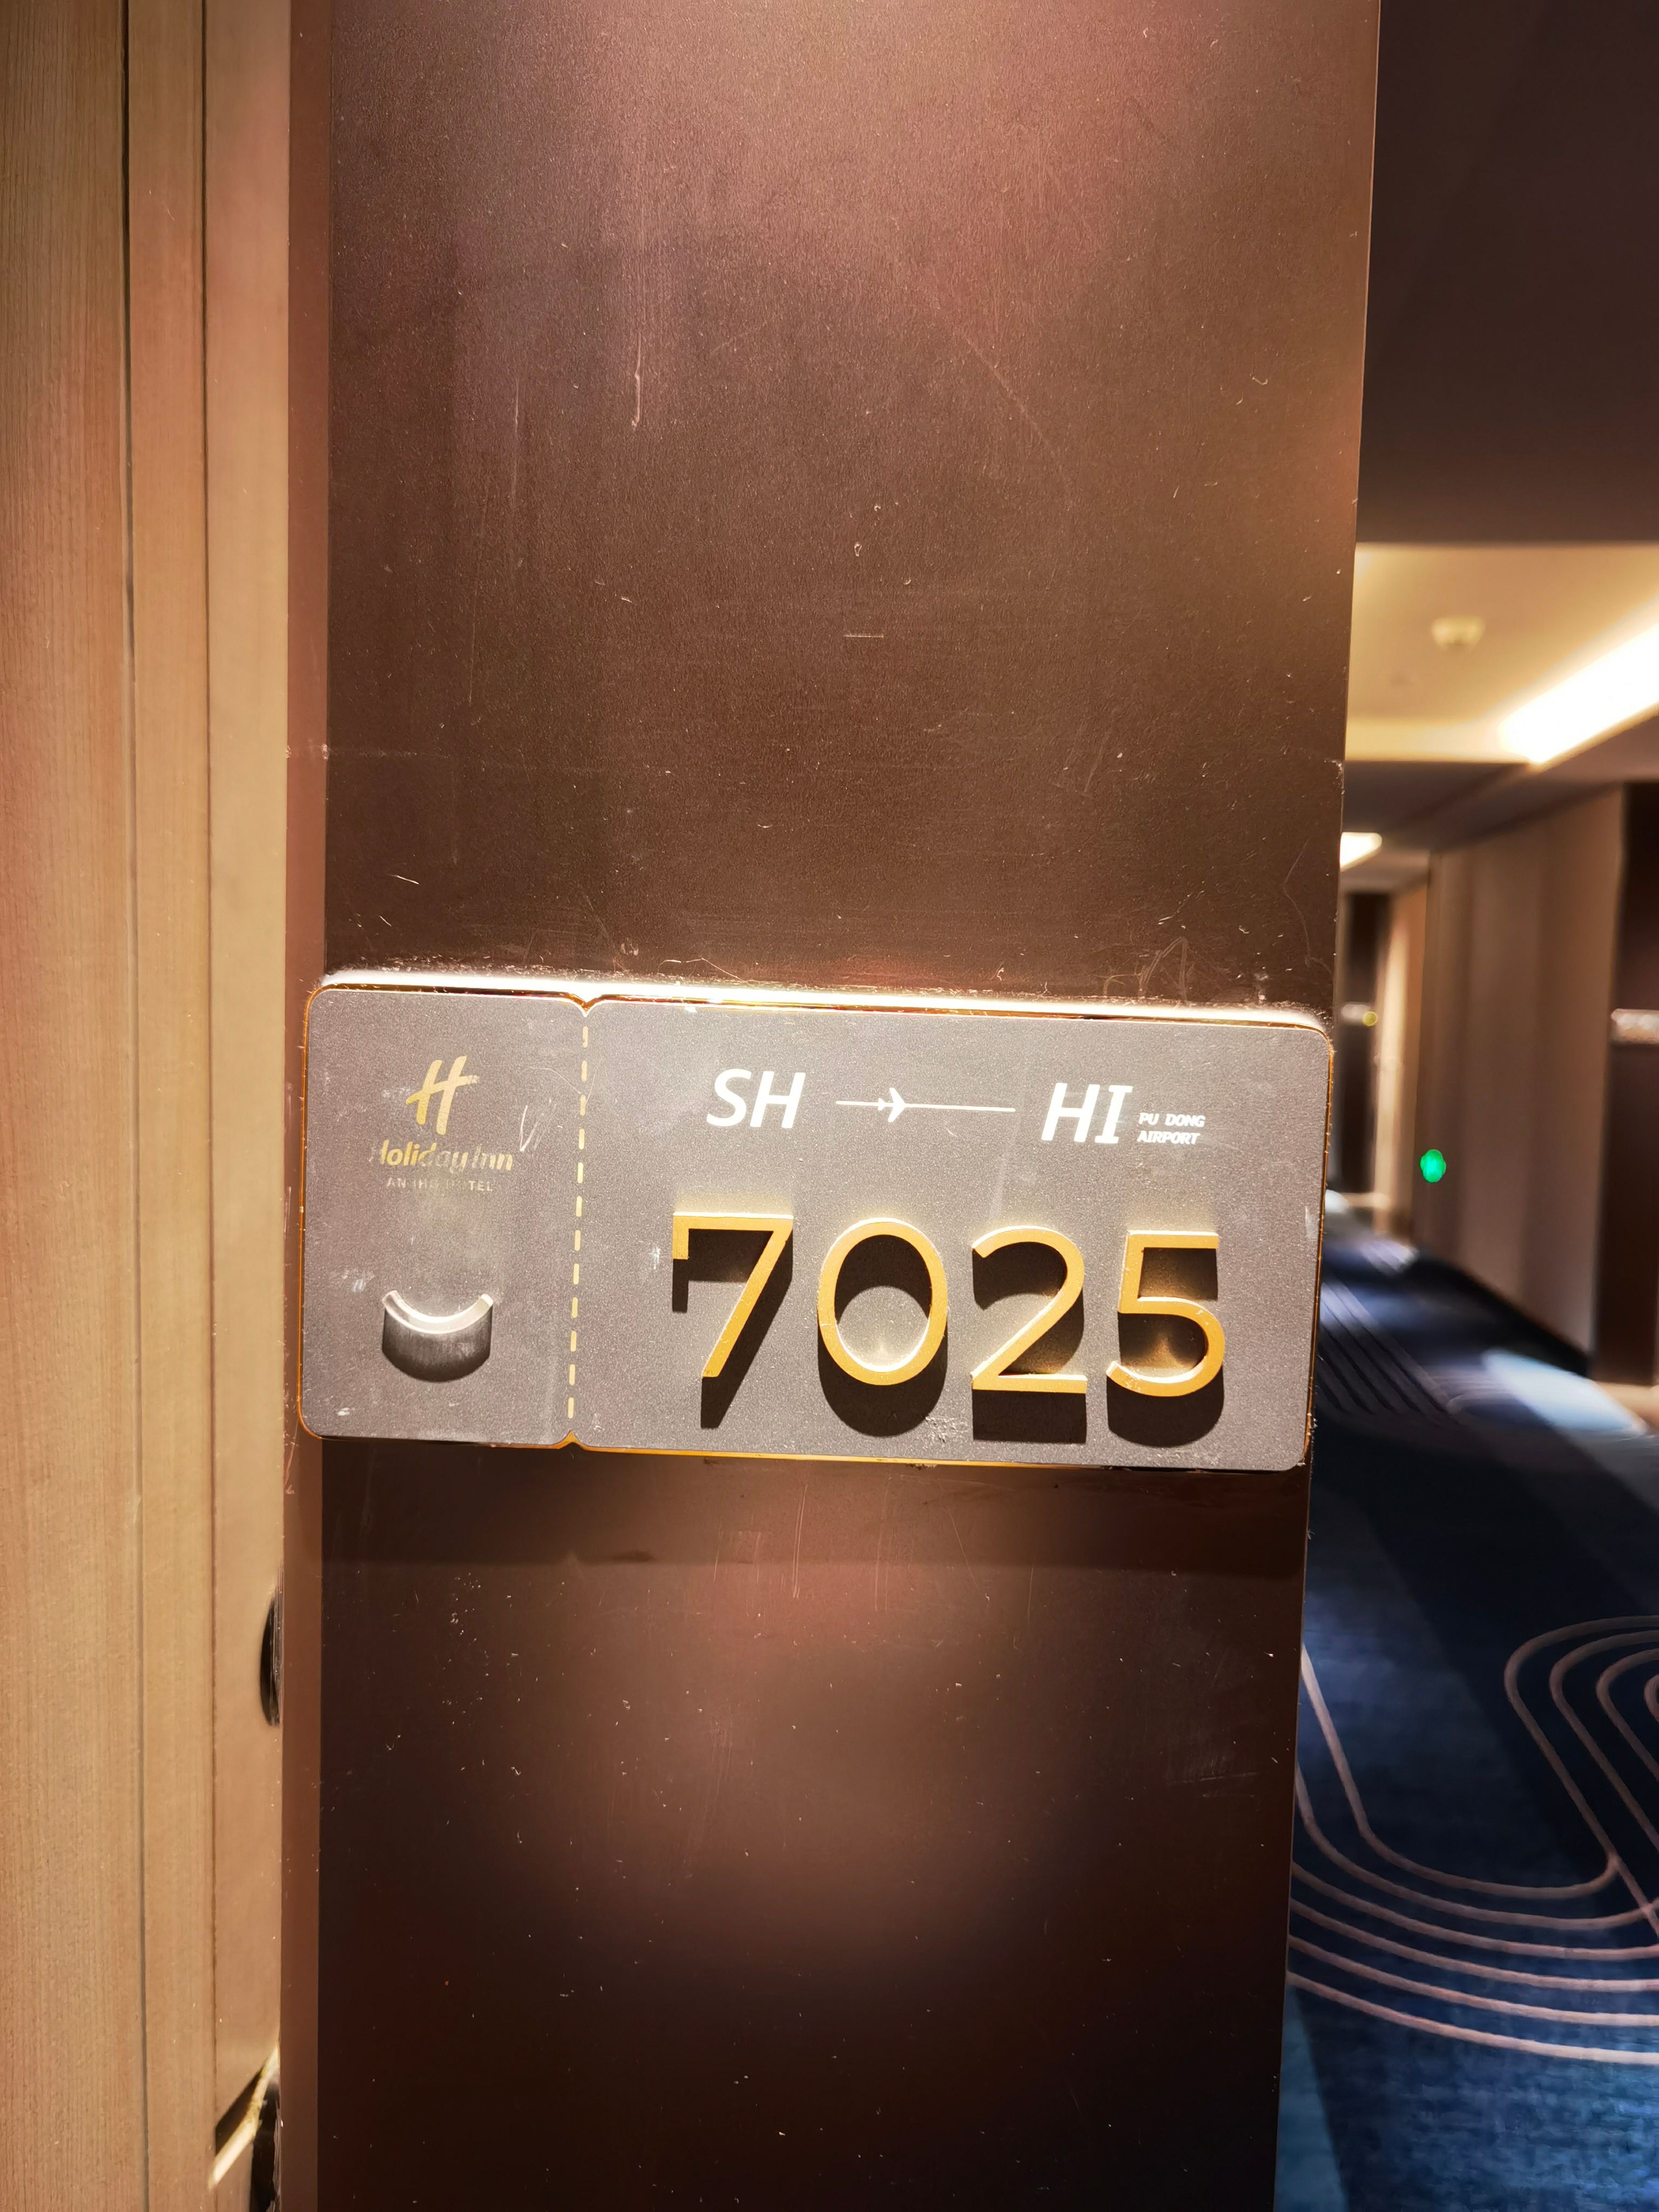 H
Holiday Inn
AN IHG HOTEL
SH HI PU DONG
AIRPORT
7025